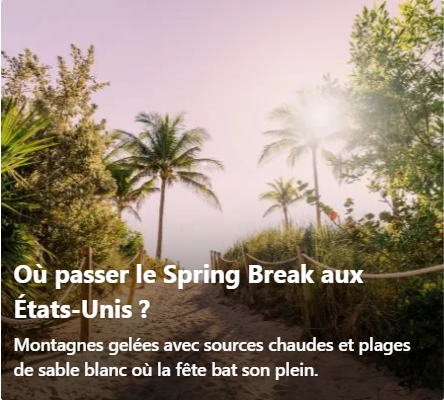 Où passer le Spring Break aux
États-Unis ?
Montagnes gelées avec sources chaudes et plages
de sable blanc où la fête bat son plein.